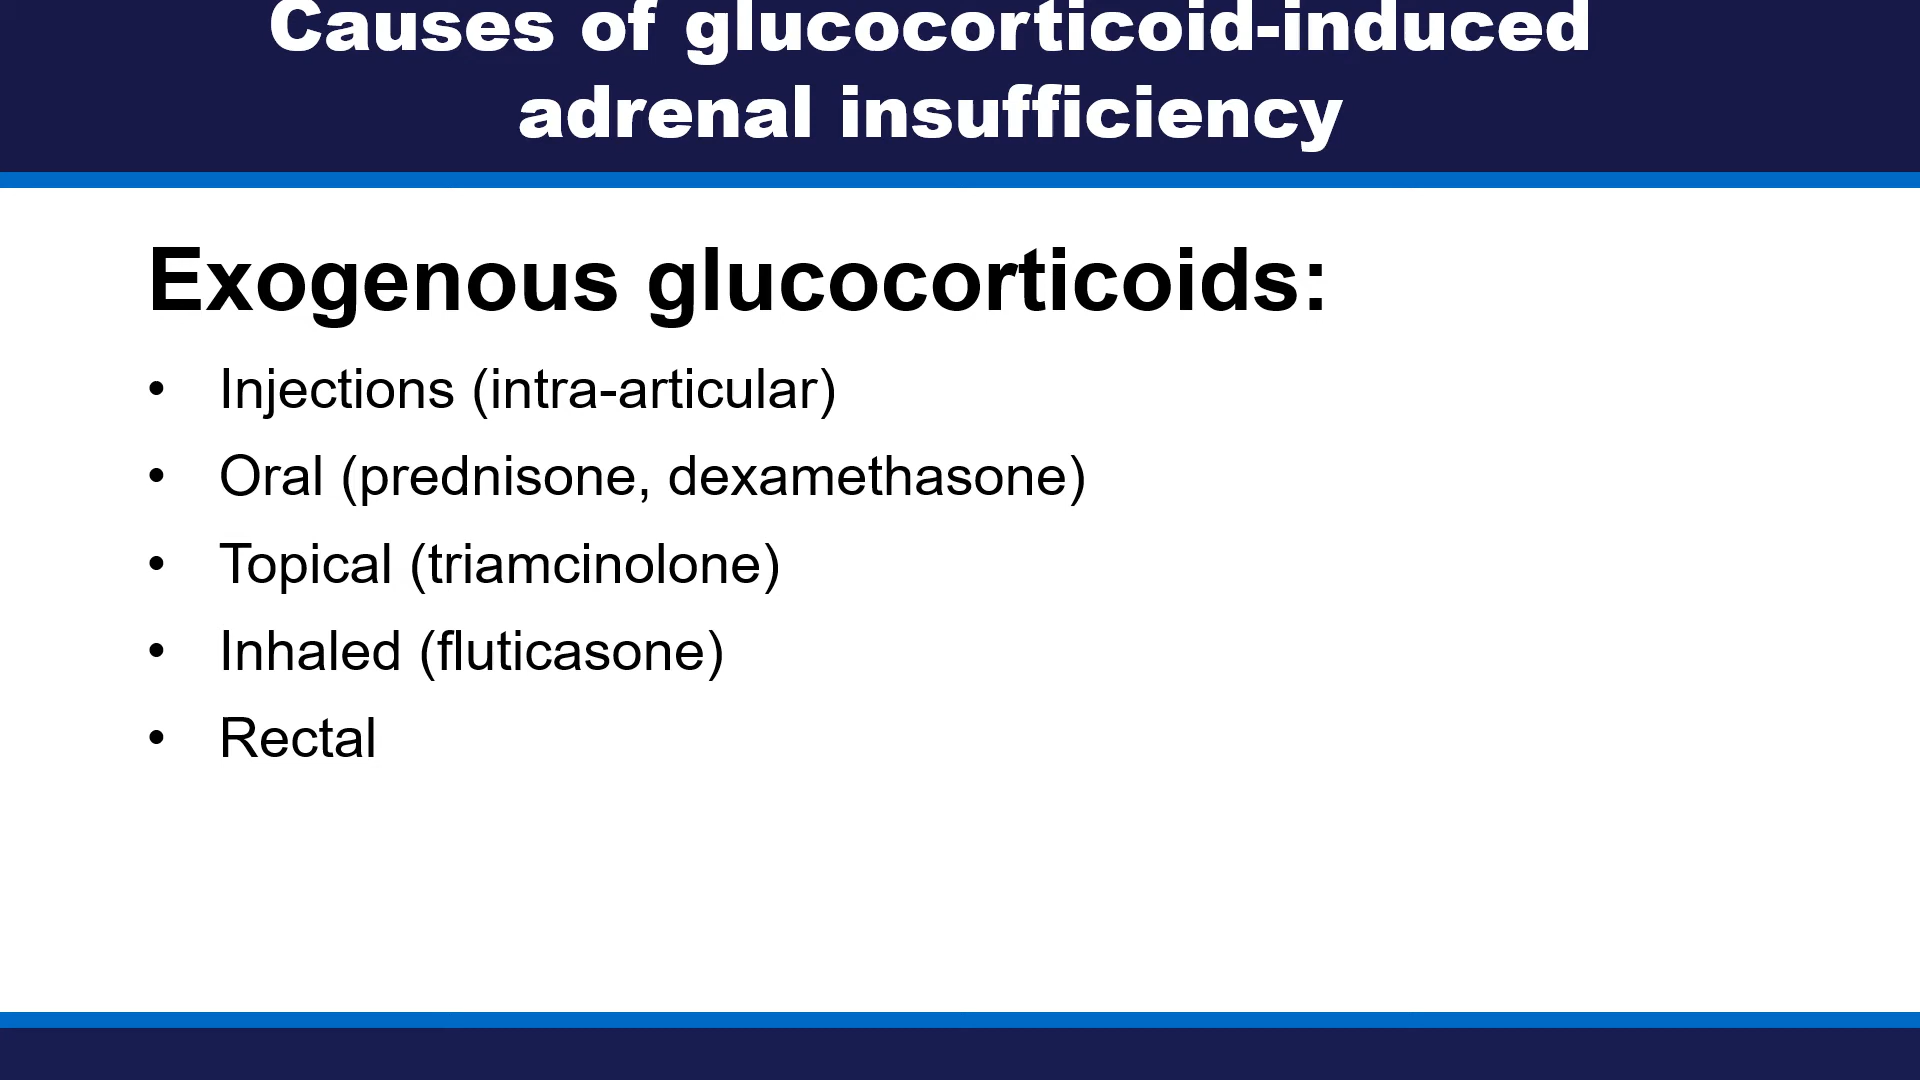 Causes of glucocorticoid-induced
adrenal insufficiency
Exogenous glucocorticoids:
• Injections (intra-articular)
• Oral (prednisone, dexamethasone)
• Topical (triamcinolone)
• Inhaled (fluticasone)
• Rectal